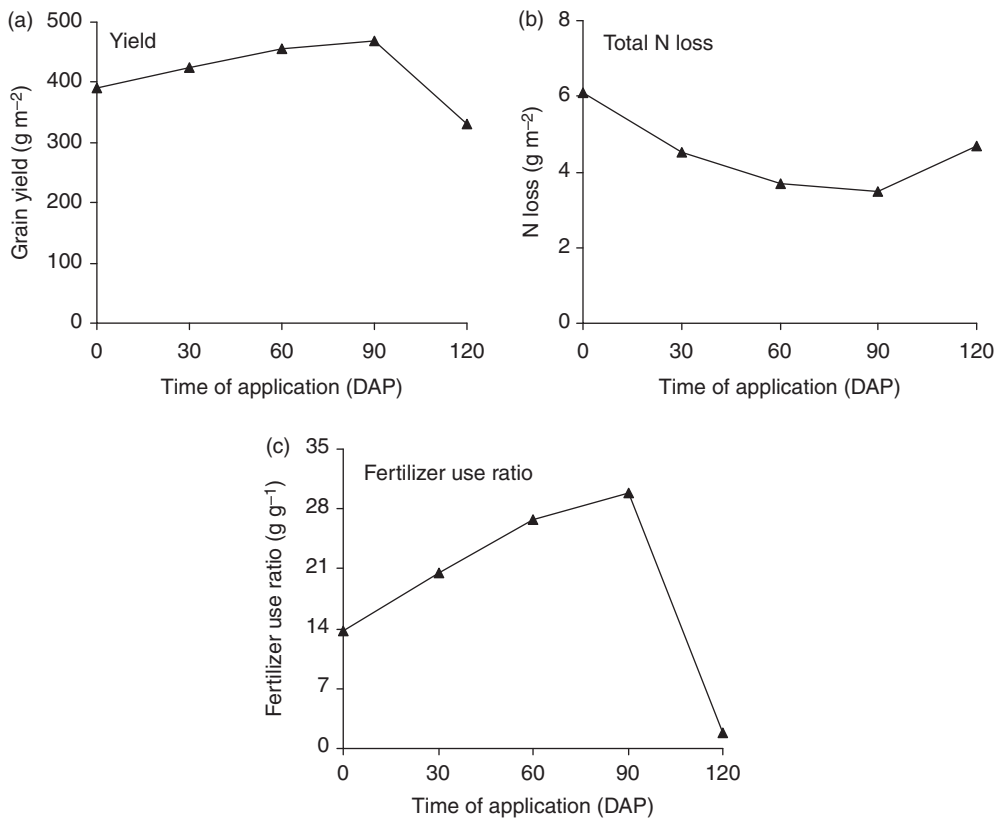 (a)
Yield
Grain yield (g m⁻²)
500
400
300
200
100
0
0 30 60 90 120
Time of application (DAP)
(b)
Total N loss
N loss (g m⁻²)
8
6
4
2
0
0 30 60 90 120
Time of application (DAP)
(c)
Fertilizer use ratio
Fertilizer use ratio (g g⁻¹)
35
28
21
14
7
0
0 30 60 90 120
Time of application (DAP)